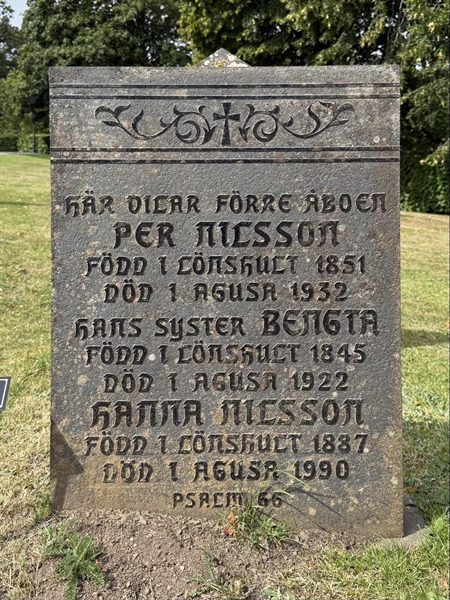 HÄR VILAR FÖRRE ÅBOEN
PER NILSSON
FÖDD I LÖNSHULT 1851
DÖD I AGUSA 1932
HANS SYSTER BENGTA
FÖDD I LÖNSHULT 1845
DÖD I AGUSA 1922
HANNA NILSSON
FÖDD I LÖNSHULT 1887
DÖD I AGUSA 1990
PSALM 66